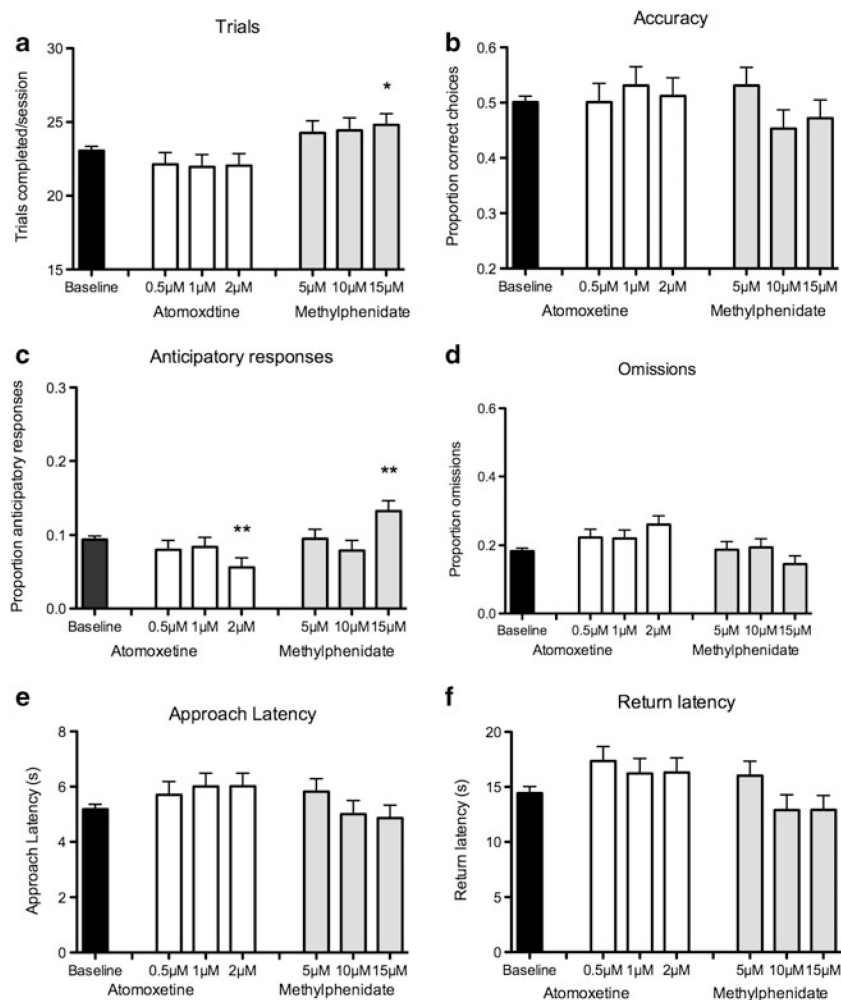 a
Trials
Trials completed/session
30
25
20
15
*
Baseline 0.5µM 1µM 2µM 5µM 10µM 15µM
Atomoxdtine Methylphenidate
b
Accuracy
Proportion correct choices
0.6
0.5
0.4
0.3
0.2
Baseline 0.5µM 1µM 2µM 5µM 10µM 15µM
Atomoxetine Methylphenidate
c
Anticipatory responses
Proportion anticipatory responses
0.3
0.2
0.1
0.0
** **
Baseline 0.5µM 1µM 2µM 5µM 10µM 15µM
Atomoxetine Methylphenidate
d
Omissions
Proportion omissions
0.6
0.4
0.2
0.0
Baseline 0.5µM 1µM 2µM 5µM 10µM 15µM
Atomoxetine Methylphenidate
e
Approach Latency
Approach Latency (s)
8
6
4
2
0
Baseline 0.5µM 1µM 2µM 5µM 10µM 15µM
Atomoxetine Methylphenidate
f
Return latency
Return latency (s)
20
15
10
5
0
Baseline 0.5µM 1µM 2µM 5µM 10µM 15µM
Atomoxetine Methylphenidate